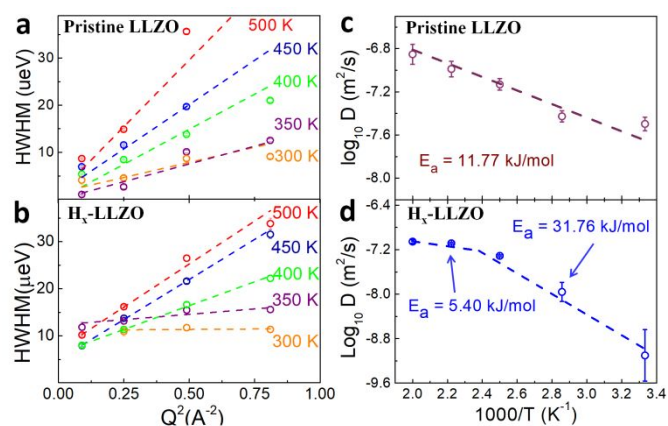 a
Pristine LLZO
HWHM (ueV)
30
20
10
500 K
450 K
400 K
350 K
300 K
b
Hx-LLZO
HWHM(μeV)
30
20
10
500 K
450 K
400 K
350 K
300 K
0.00 0.25 0.50 0.75 1.00
Q²(A⁻²)
c
Pristine LLZO
log₁₀ D (m²/s)
-6.8
-7.2
-7.6
-8.0
Eₐ = 11.77 kJ/mol
d
Hx-LLZO
Log₁₀ D (m²/s)
-6.4
-7.2
-8.0
-8.8
-9.6
Eₐ = 31.76 kJ/mol
Eₐ = 5.40 kJ/mol
2.0 2.2 2.4 2.6 2.8 3.0 3.2 3.4
1000/T (K⁻¹)